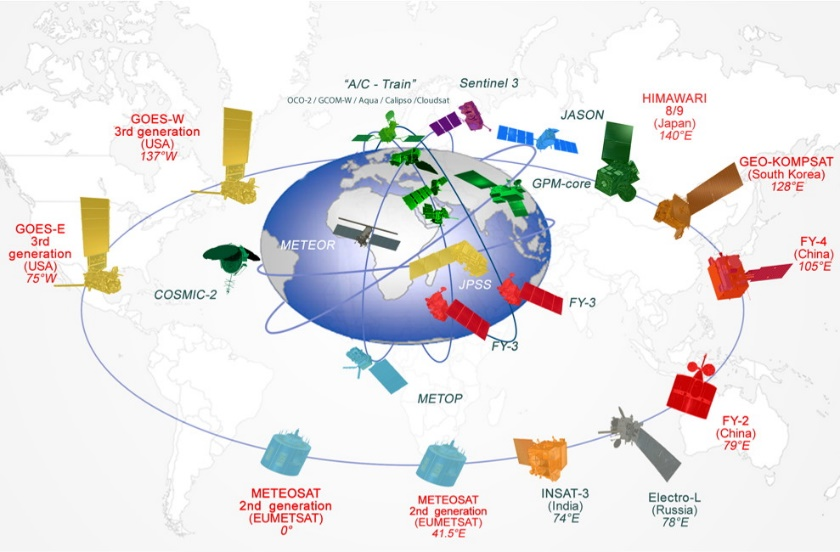 "A/C - Train"
OCO-2 / GCOM-W / Aqua / Calipso /Cloudsat
Sentinel 3
JASON
HIMAWARI
8/9
(Japan)
140°E
GOES-W
3rd generation
(USA)
137°W
GEO-KOMPSAT
(South Korea)
128°E
GPM-core
GOES-E
3rd
generation
(USA)
75°W
METEOR
FY-4
(China)
105°E
COSMIC-2
JPSS
FY-3
FY-3
METOP
FY-2
(China)
79°E
METEOSAT
2nd generation
(EUMETSAT)
0°
METEOSAT
2nd generation
(EUMETSAT)
41.5°E
INSAT-3
(India)
74°E
Electro-L
(Russia)
78°E